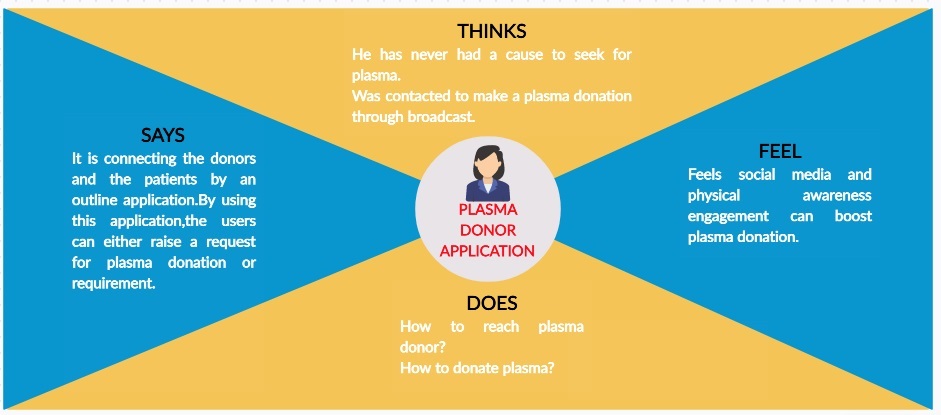 THINKS
He has never had a cause to seek for
plasma.
Was contacted to make a plasma donation
through broadcast.
SAYS
It is connecting the donors
and the patients by an
outline application.By using
this application,the users
can either raise a request
for plasma donation or
requirement.
PLASMA
DONOR
APPLICATION
FEEL
Feels social media and
physical awareness
engagement can boost
plasma donation.
DOES
How to reach plasma
donor?
How to donate plasma?